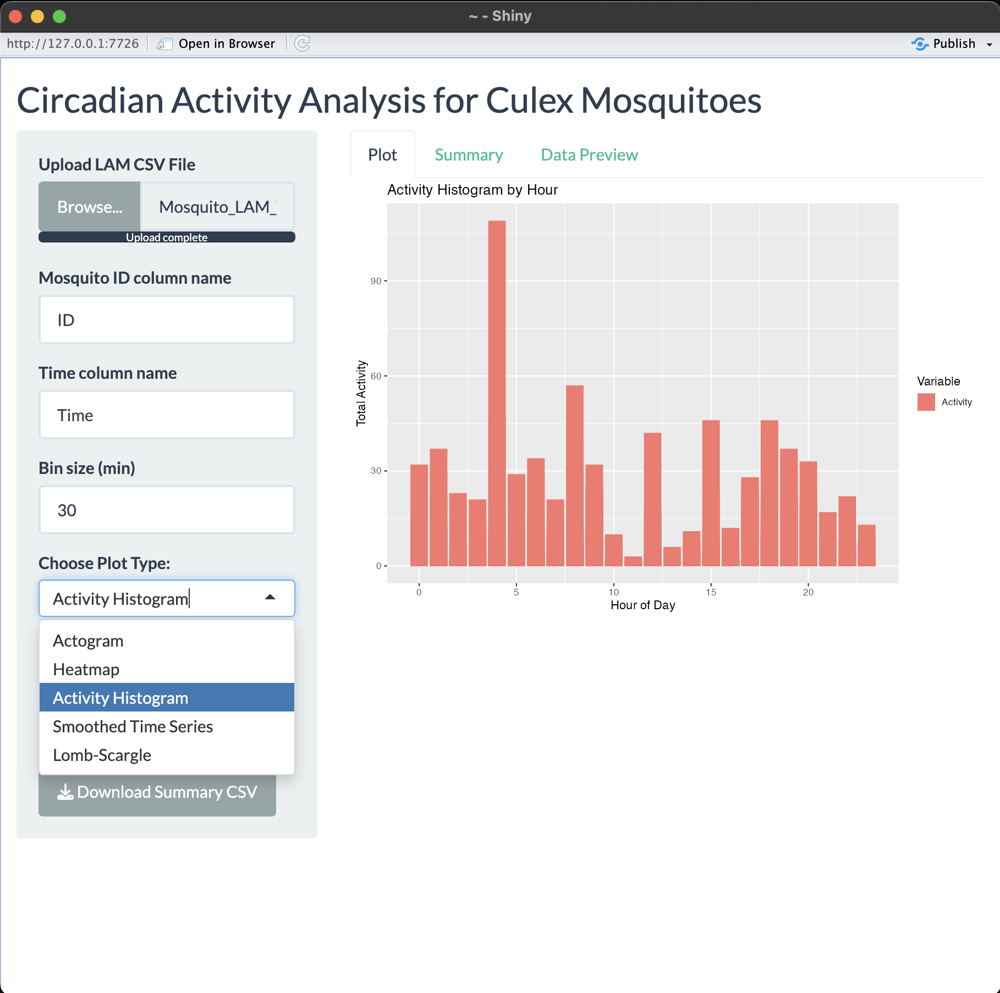 ~ - Shiny
http://127.0.0.1:7726 Open in Browser Publish
Circadian Activity Analysis for Culex Mosquitoes
Upload LAM CSV File
Browse... Mosquito_LAM_
Upload complete
Mosquito ID column name
ID
Time column name
Time
Bin size (min)
30
Choose Plot Type:
Activity Histogram
Actogram
Heatmap
Activity Histogram
Smoothed Time Series
Lomb-Scargle
Download Summary CSV
Plot Summary Data Preview
Activity Histogram by Hour
Total Activity
90
60
30
0
0 5 10 15 20
Hour of Day
Variable
Activity